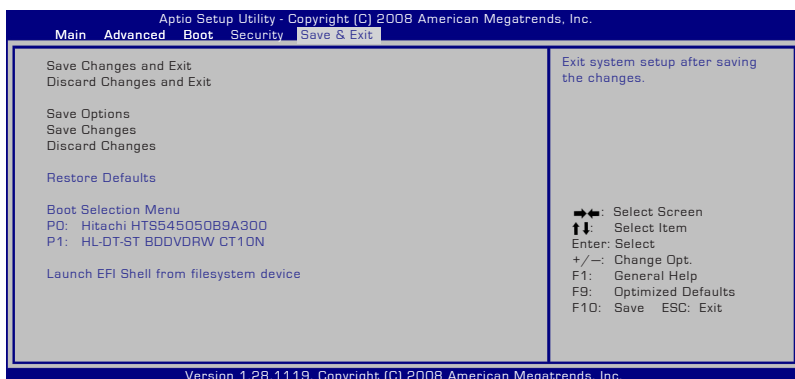 Aptio Setup Utility - Copyright (C) 2008 American Megatrends, Inc.
Main Advanced Boot Security Save & Exit
Save Changes and Exit
Discard Changes and Exit
Save Options
Save Changes
Discard Changes
Restore Defaults
Boot Selection Menu
P0: Hitachi HTS545050B9A300
P1: HL-DT-ST BDDVDRW CT10N
Launch EFI Shell from filesystem device
Exit system setup after saving
the changes.
→←: Select Screen
↑↓: Select Item
Enter: Select
+/—: Change Opt.
F1: General Help
F9: Optimized Defaults
F10: Save ESC: Exit
Version 1.28.1119. Copyright (C) 2008 American Megatrends, Inc.